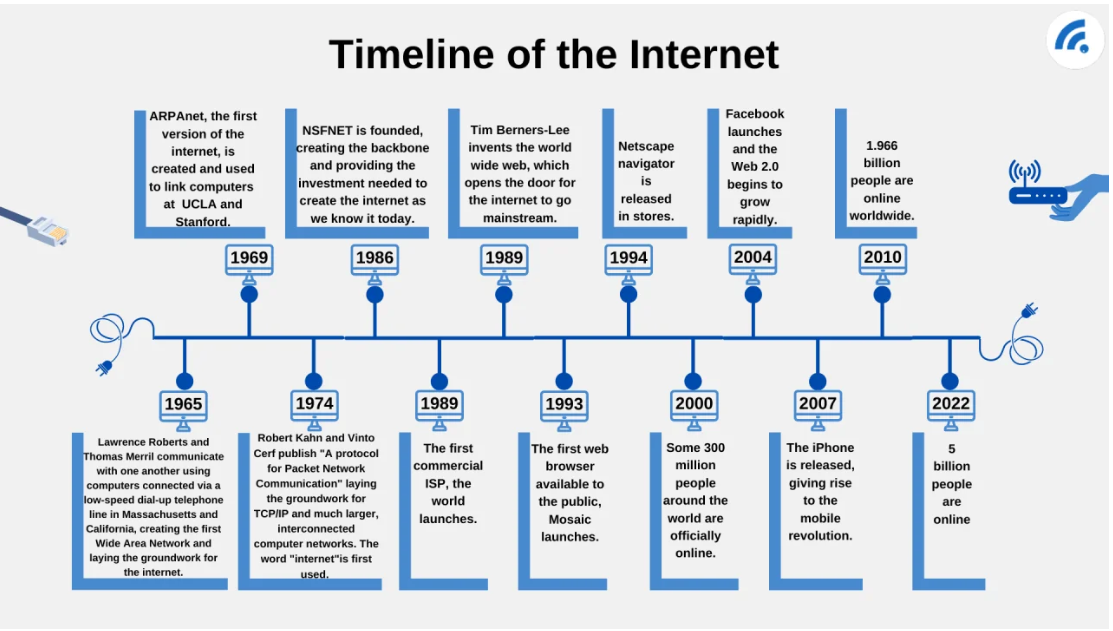 Timeline of the Internet
ARPAnet, the first
version of the
internet, is
created and used
to link computers
at UCLA and
Stanford.
NSFNET is founded,
creating the backbone
and providing the
investment needed to
create the internet as
we know it today.
Tim Berners-Lee
invents the world
wide web, which
opens the door for
the internet to go
mainstream.
Netscape
navigator
is
released
in stores.
Facebook
launches
and the
Web 2.0
begins to
grow
rapidly.
1.966
billion
people are
online
worldwide.
1969
1986
1989
1994
2004
2010
1965
1974
1989
1993
2000
2007
2022
Lawrence Roberts and
Thomas Merril communicate
with one another using
computers connected via a
low-speed dial-up telephone
line in Massachusetts and
California, creating the first
Wide Area Network and
laying the groundwork for
the internet.
Robert Kahn and Vinto
Cerf publish "A protocol
for Packet Network
Communication" laying
the groundwork for
TCP/IP and much larger,
interconnected
computer networks. The
word "internet"is first
used.
The first
commercial
ISP, the
world
launches.
The first web
browser
available to
the public,
Mosaic
launches.
Some 300
million
people
around the
world are
officially
online.
The iPhone
is released,
giving rise
to the
mobile
revolution.
5
billion
people
are
online